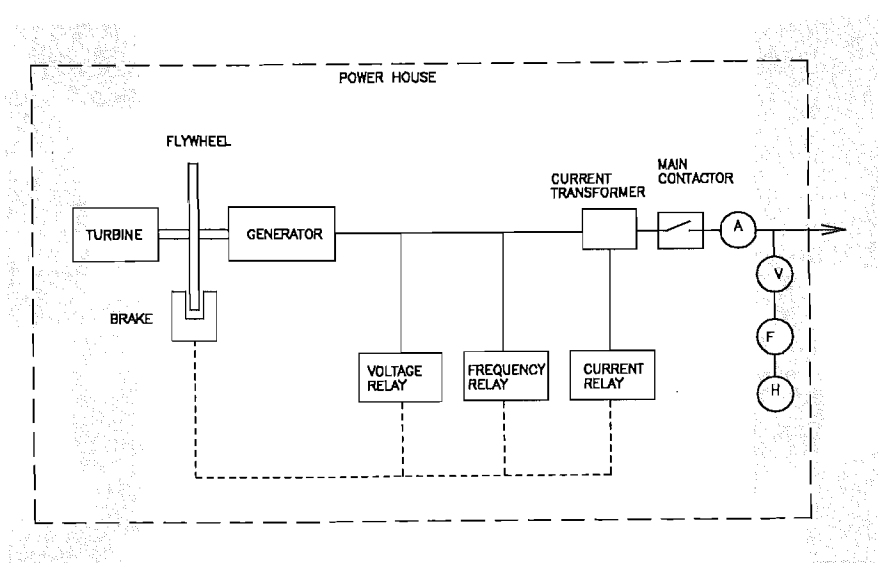 POWER HOUSE
FLYWHEEL
MAIN
CONTACTOR
CURRENT
TRANSFORMER
TURBINE
GENERATOR
A
V
BRAKE
F
VOLTAGE
RELAY
FREQUENCY
RELAY
CURRENT
RELAY
H